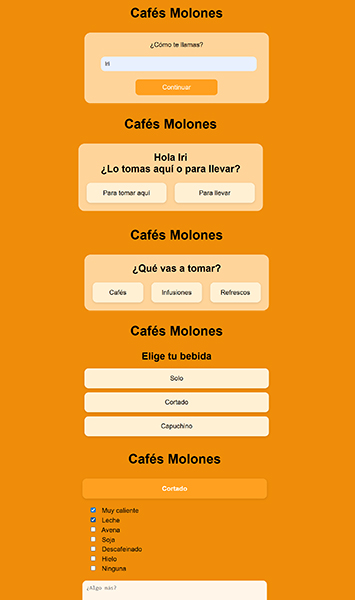 Cafés Molones
¿Cómo te llamas?
Iri
Continuar
Cafés Molones
Hola Iri
¿Lo tomas aquí o para llevar?
Para tomar aquí
Para llevar
Cafés Molones
¿Qué vas a tomar?
Cafés
Infusiones
Refrescos
Cafés Molones
Elige tu bebida
Solo
Cortado
Capuchino
Cafés Molones
Cortado
Muy caliente
Leche
Avena
Soja
Descafeinado
Hielo
Ninguna
¿Algo más?